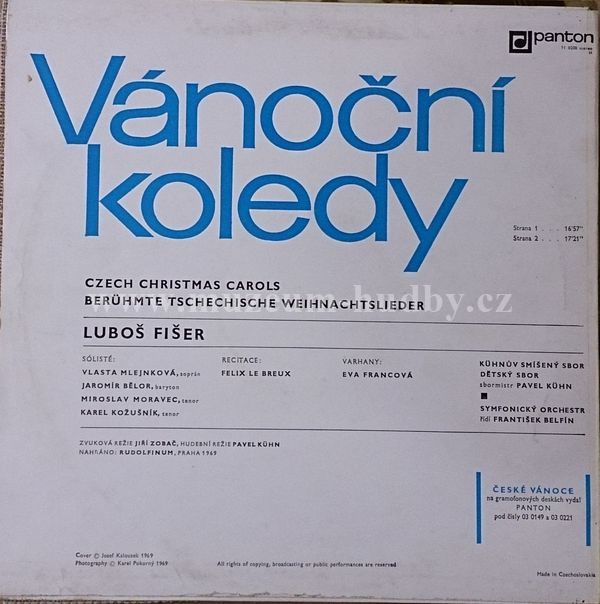 panton
stereo
Vánoční
koledy
Strana 1 . . . 16'57"
Strana 2 . . . 17'21"
CZECH CHRISTMAS CAROLS
BERÜHMTE TSCHECHISCHE WEIHNACHTSLIEDER
www.muzeum-hudby.cz
LUBOŠ FIŠER
SÓLISTÉ:
VLASTA MLEJNKOVÁ, soprán
JAROMÍR BĚLOR, baryton
MIROSLAV MORAVEC, tenor
KAREL KOŽUŠNÍK, tenor
RECITACE:
FELIX LE BREUX
VARHANY:
EVA FRANCOVÁ
KÜHNŮV SMÍŠENÝ SBOR
DĚTSKÝ SBOR
sbormistr PAVEL KÜHN
SYMFONICKÝ ORCHESTR
řídí FRANTIŠEK BELFÍN
ZVUKOVÁ REŽIE JIŘÍ ZOBAČ, HUDEBNÍ REŽIE PAVEL KÜHN
NAHRÁNO: RUDOLFINUM, PRAHA 1969
ČESKÉ VÁNOCE
na gramofonových deskách vydal
PANTON
pod čísly 03 0149 a 03 0221
Cover © Josef Kalousek 1969
Photography © Karel Pokorný 1969
All rights of copying, broadcasting or public performances are reserved
Made in Czechoslovakia